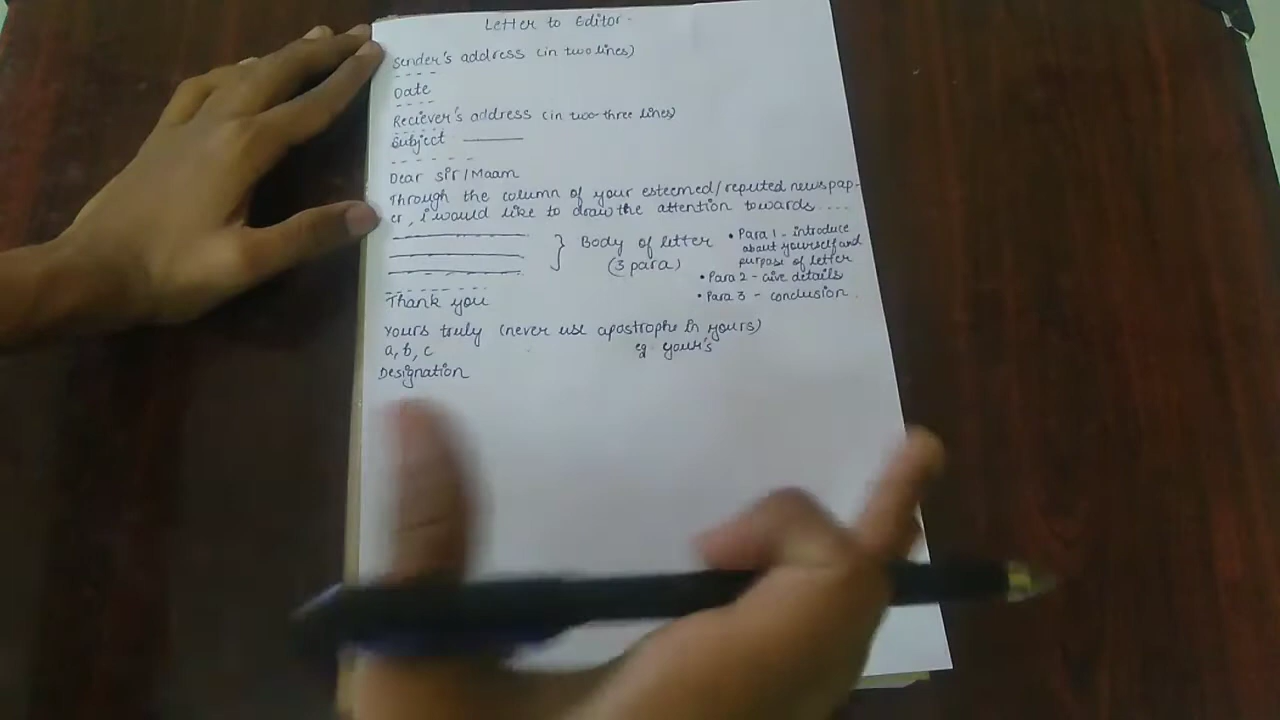 Letter to Editor-
Sender's address (in two lines)
- - - -
Date
- - - -
Reciever's address (in two-three lines)
Subject ______
- - - - - -
Dear Sir/Maam
Through the column of your esteemed/reputed newspap-
er, i would like to draw the attention towards....
} Body of letter
(3 para)
• Para 1 - introduce
about yourself and
purpose of letter
• Para 2 - Give details
• Para 3 - conclusion.
- - - - - - -
Thank you
Yours truly (never use apostrophe in yours)
a, b, c eg your's
Designation